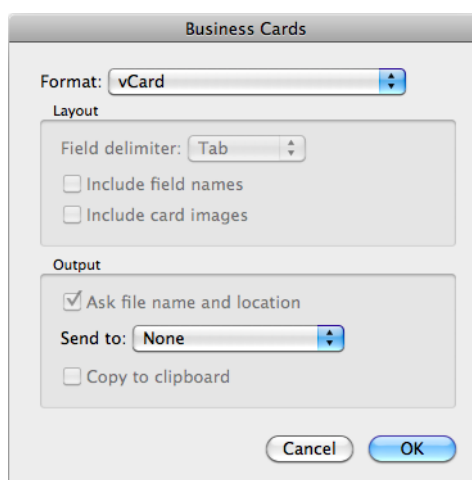 Business Cards
Format: vCard
Layout
Field delimiter: Tab
Include field names
Include card images
Output
Ask file name and location
Send to: None
Copy to clipboard
Cancel OK